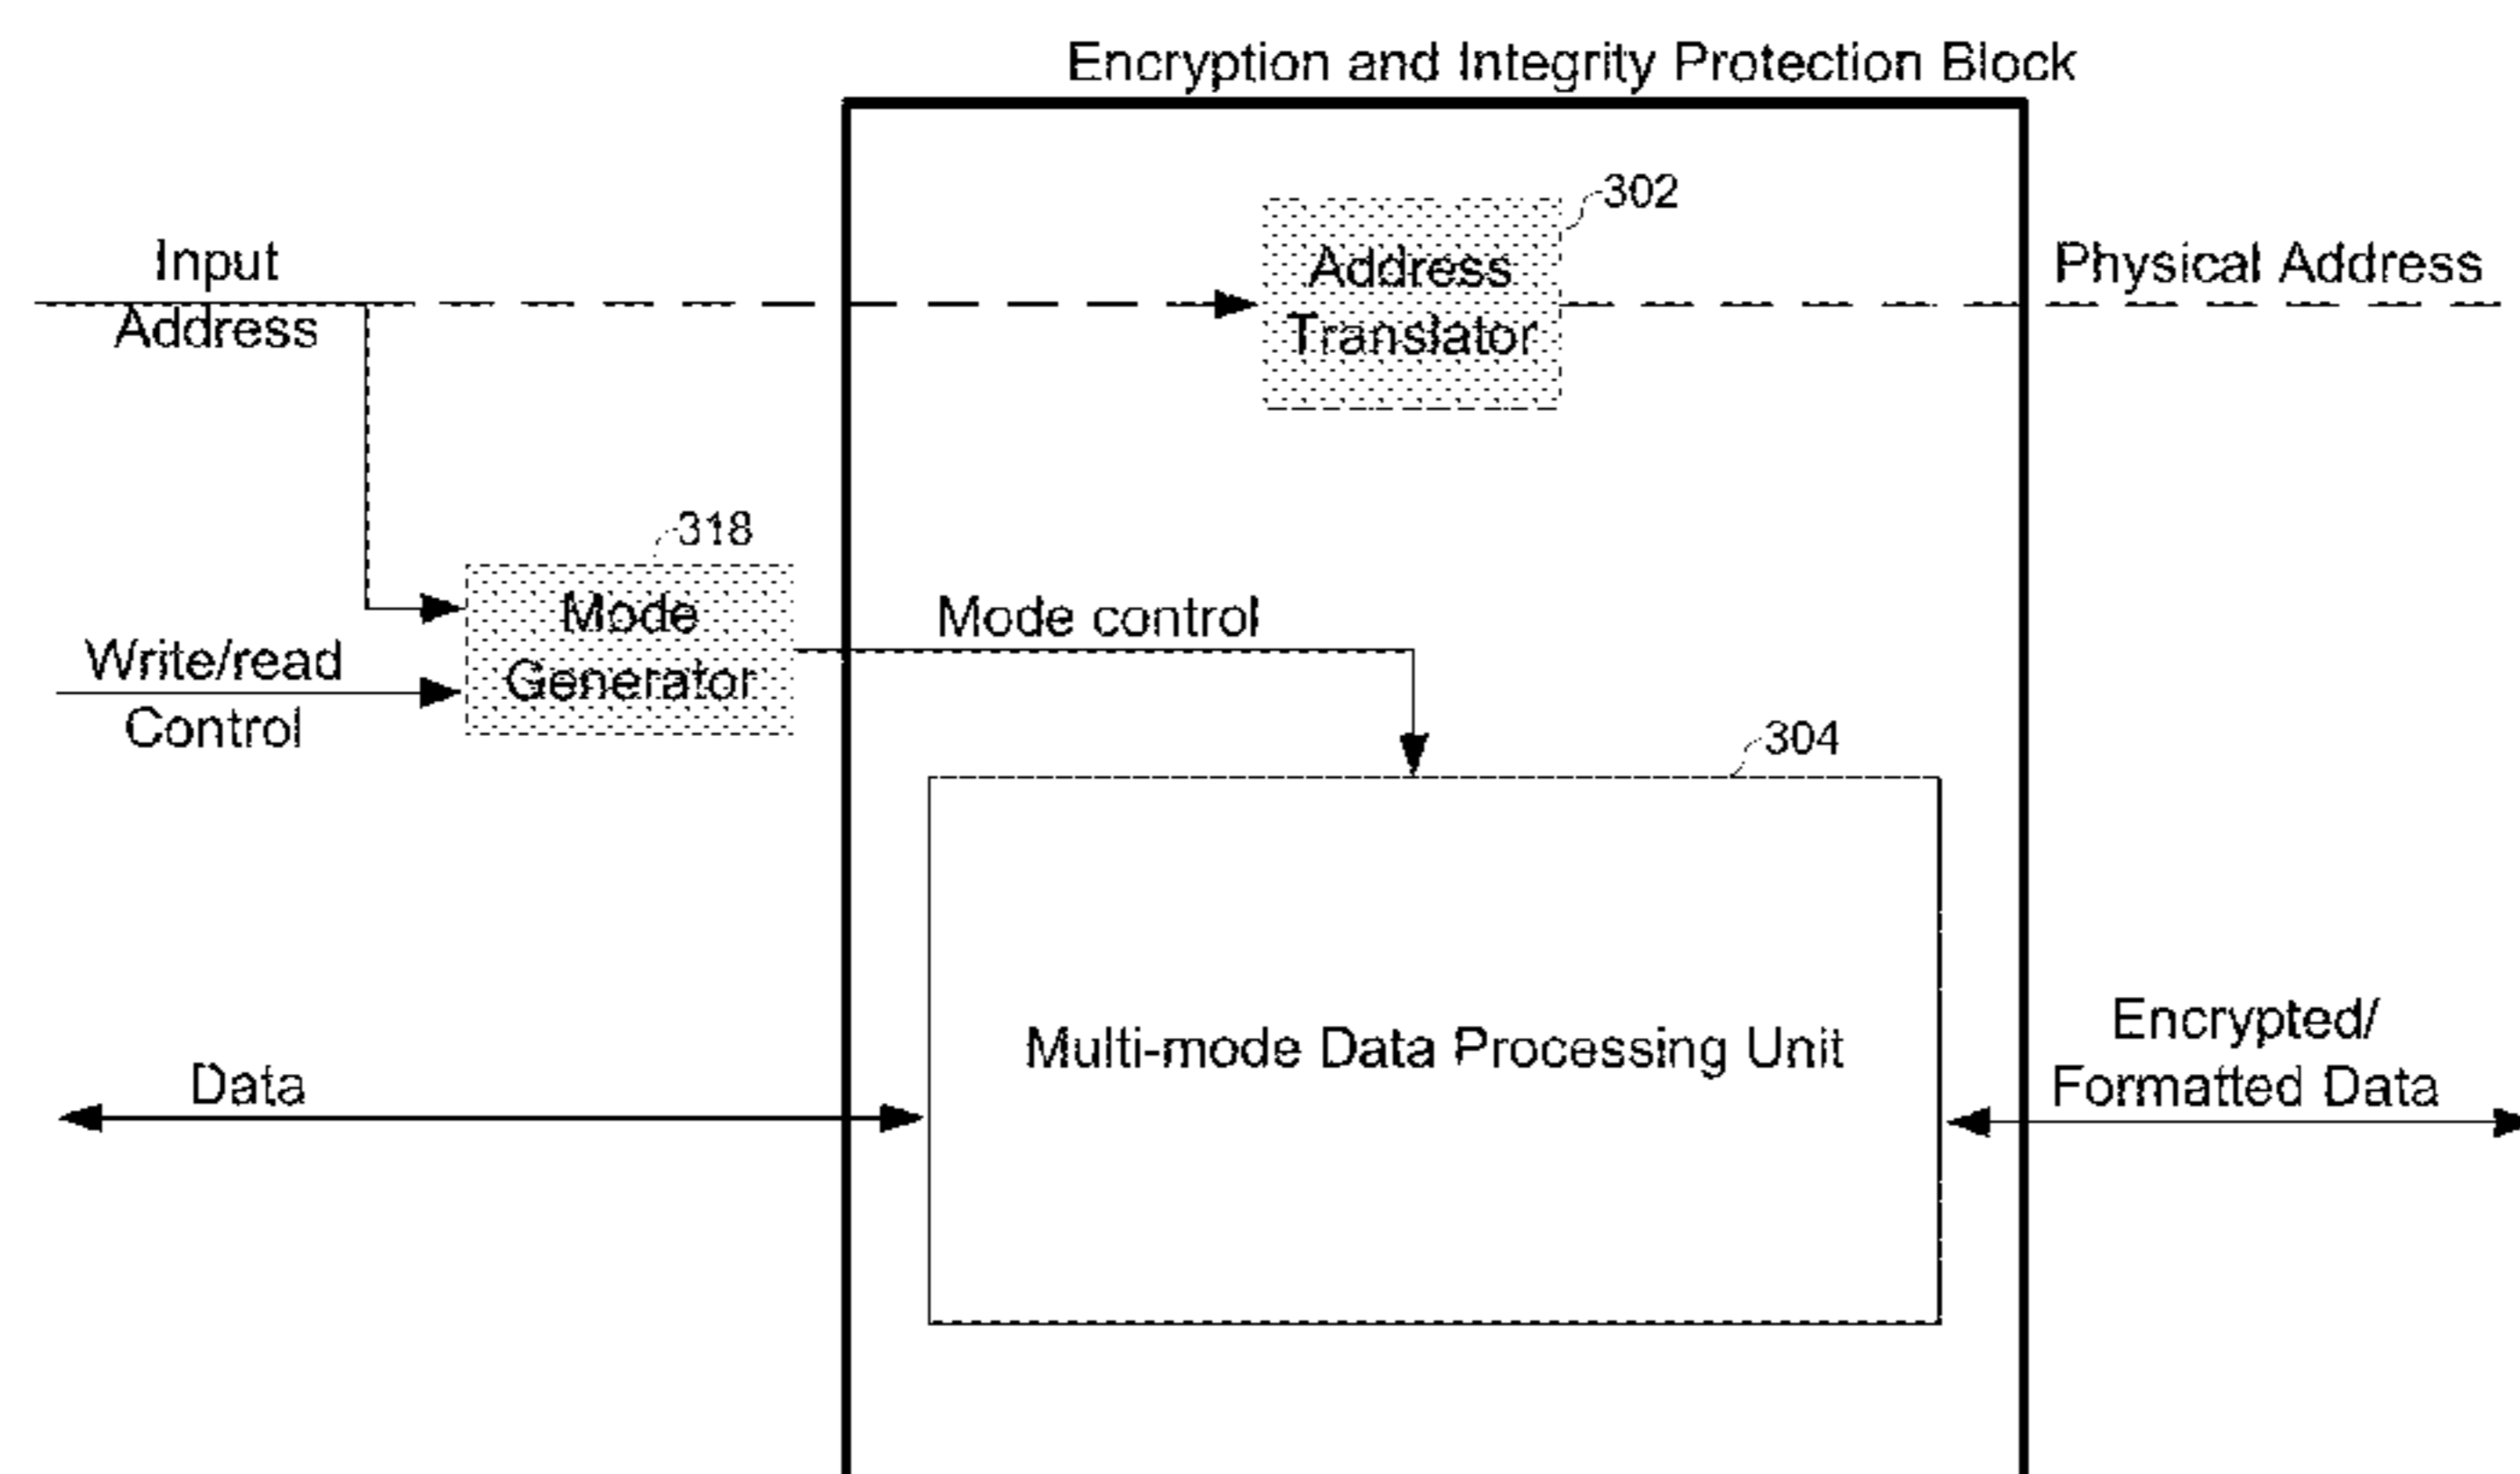 Encryption and Integrity Protection Block
302
Input
Address
Address
Translator
Physical Address
318
Mode
Generator
Mode control
Write/read
Control
304
Multi-mode Data Processing Unit
Data
Encrypted/
Formatted Data